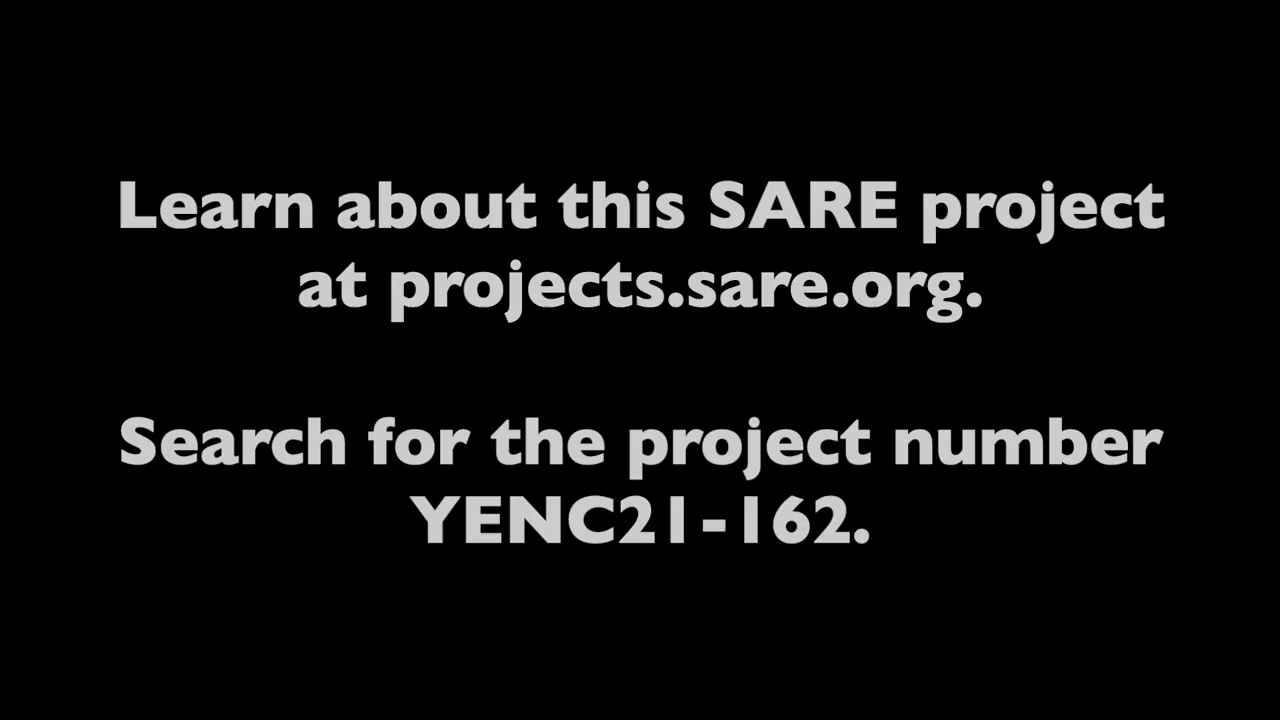 Learn about this SARE project
at projects.sare.org.
Search for the project number
YENC21-162.